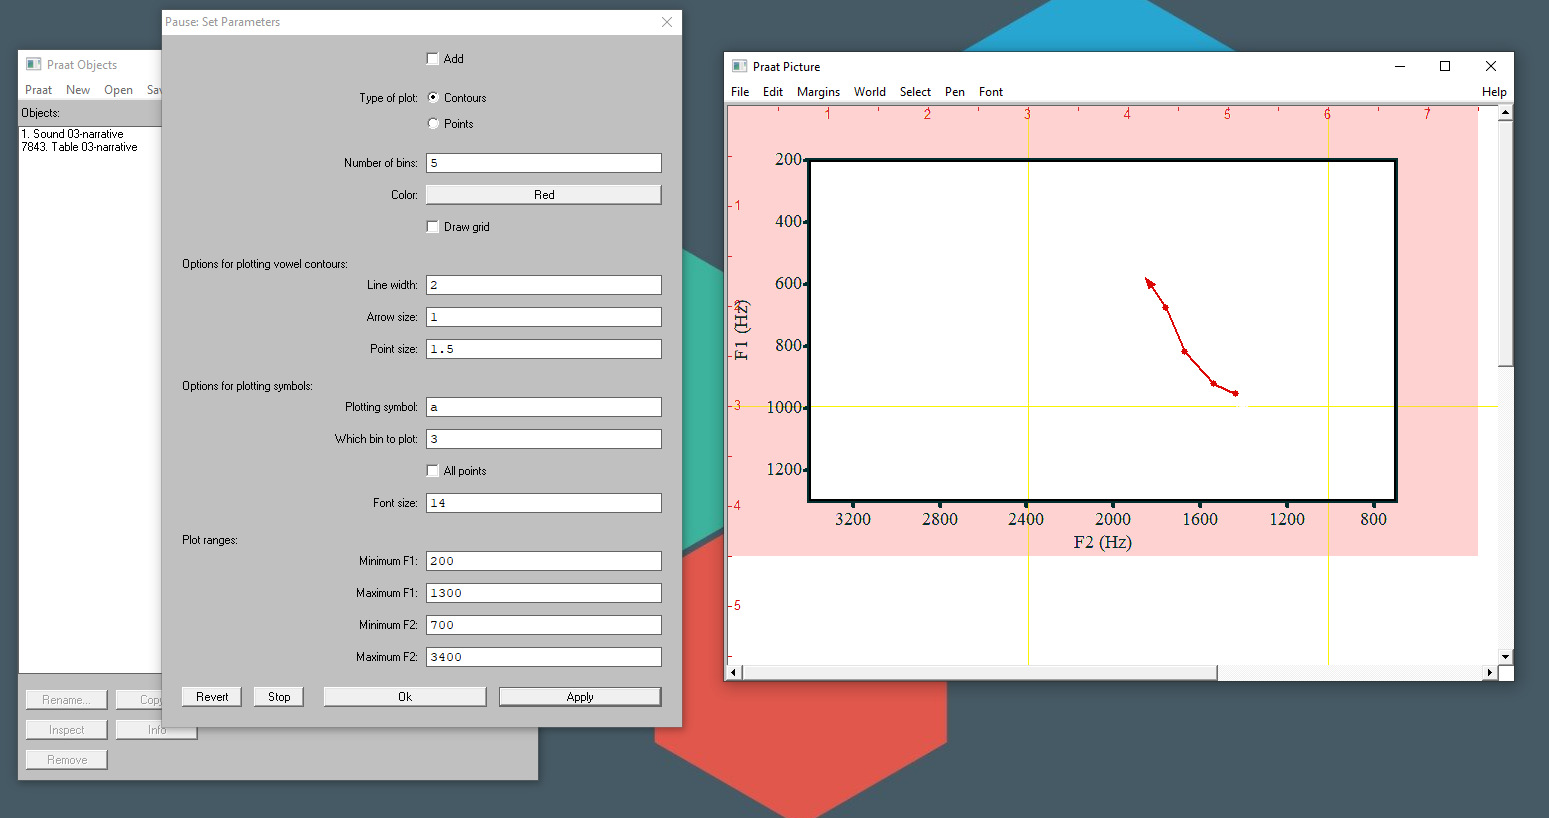 Pause: Set Parameters
Praat Objects
Praat New Open Sav
Objects:
1. Sound 03-narrative
7843. Table 03-narrative
Rename... Copy
Inspect Info
Remove
Add
Type of plot: Contours
Points
Number of bins: 5
Color: Red
Draw grid
Options for plotting vowel contours:
Line width: 2
Arrow size: 1
Point size: 1.5
Options for plotting symbols:
Plotting symbol: a
Which bin to plot: 3
All points
Font size: 14
Plot ranges:
Minimum F1: 200
Maximum F1: 1300
Minimum F2: 700
Maximum F2: 3400
Revert Stop Ok Apply
Praat Picture
File Edit Margins World Select Pen Font Help
1 2 3 4 5 6 7
1
2
3
4
5
200
400
600
800
1000
1200
F1 (Hz)
3200 2800 2400 2000 1600 1200 800
F2 (Hz)